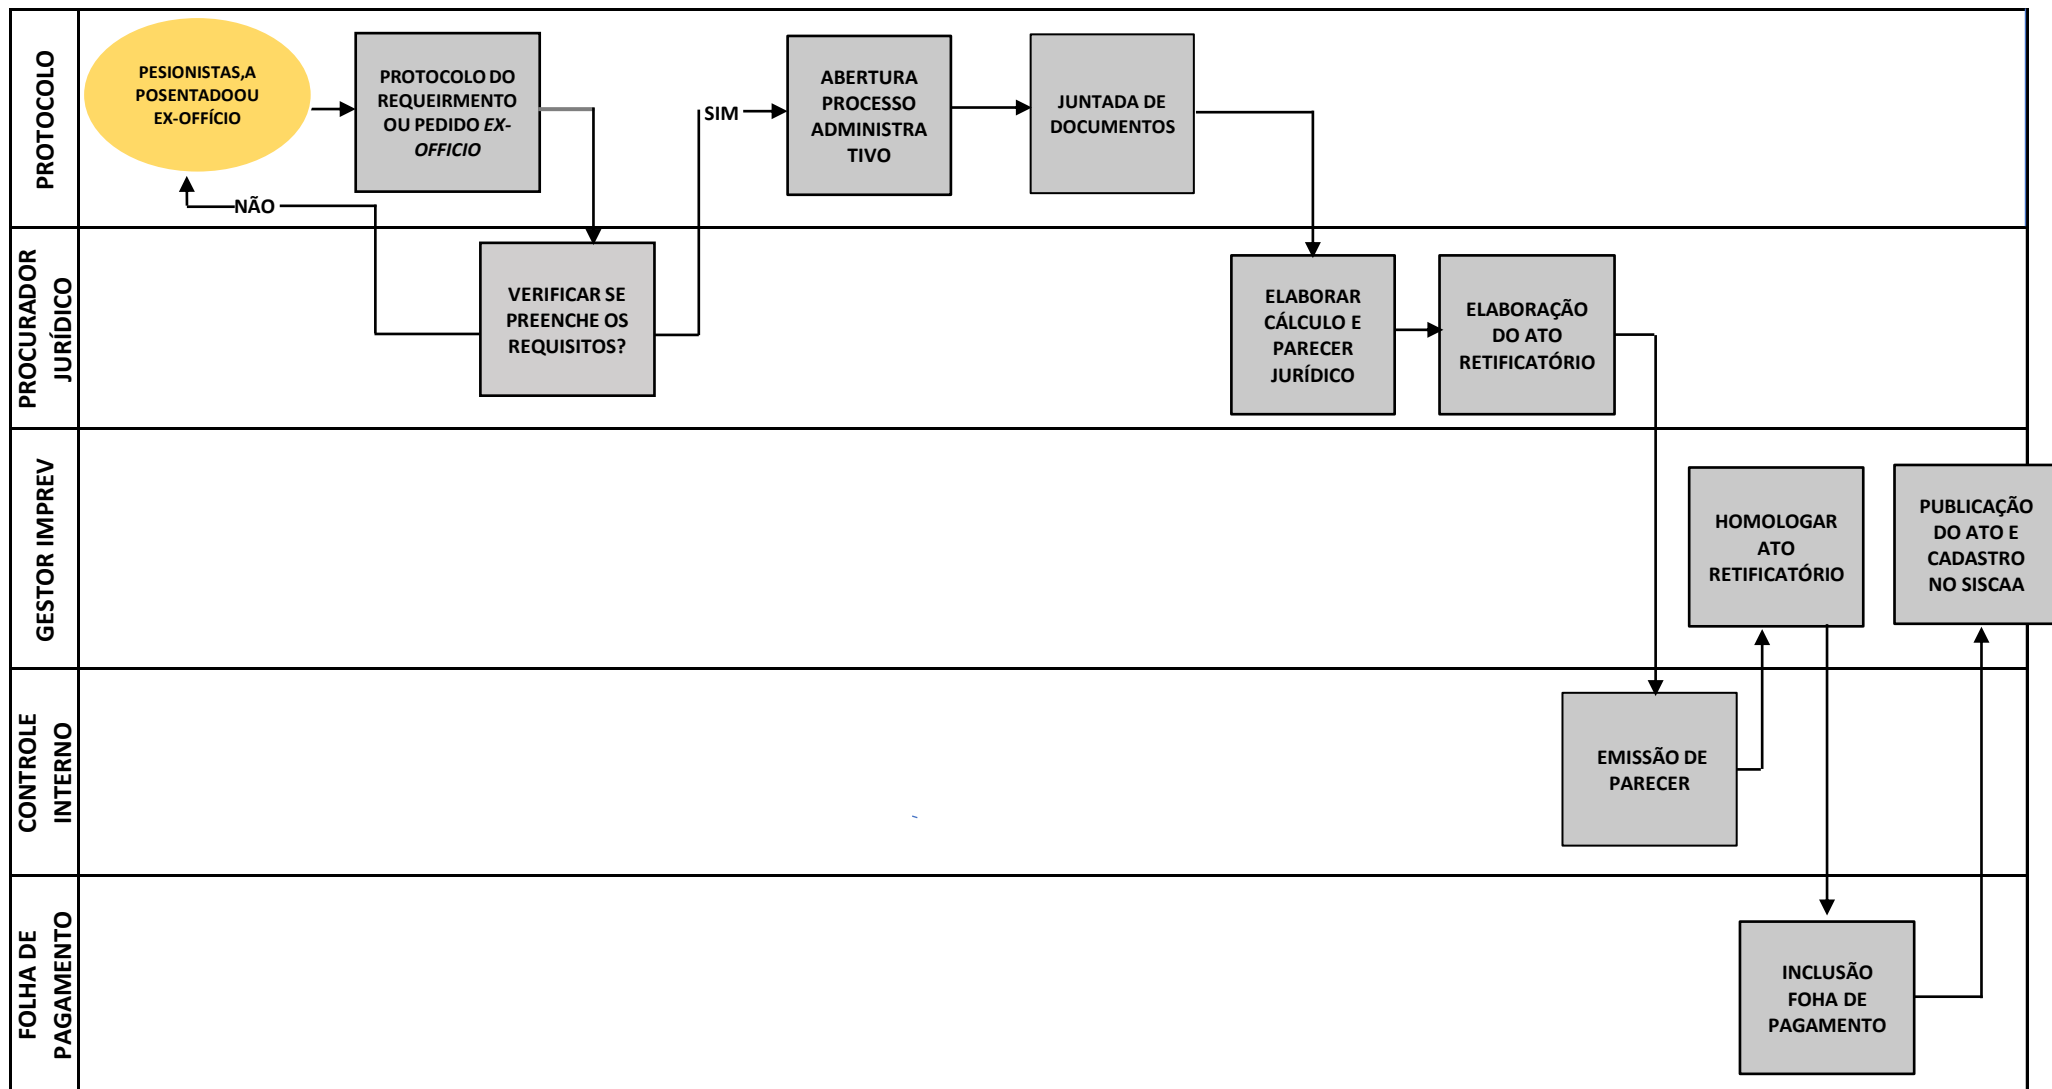 PROTOCOLO
PESIONISTAS,A
POSENTADOOU
EX-OFFÍCIO
PROTOCOLO DO
REQUEIRMENTO
OU PEDIDO EX-
OFFICIO
SIM
ABERTURA
PROCESSO
ADMINISTRA
TIVO
JUNTADA DE
DOCUMENTOS
NÃO
PROCURADOR
JURÍDICO
VERIFICAR SE
PREENCHE OS
REQUISITOS?
ELABORAR
CÁLCULO E
PARECER
JURÍDICO
ELABORAÇÃO
DO ATO
RETIFICATÓRIO
GESTOR IMPREV
HOMOLOGAR
ATO
RETIFICATÓRIO
PUBLICAÇÃO
DO ATO E
CADASTRO
NO SISCAA
CONTROLE
INTERNO
EMISSÃO DE
PARECER
FOLHA DE
PAGAMENTO
INCLUSÃO
FOHA DE
PAGAMENTO